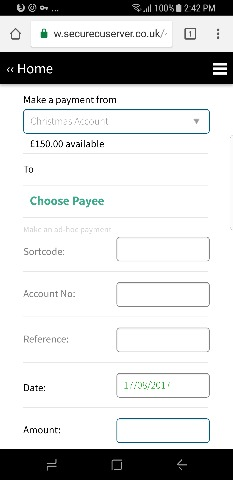 100% 2:42 PM
w.securecuserver.co.uk/
1
‹‹ Home
Make a payment from
Christmas Account
£150.00 available
To
Choose Payee
Make an ad-hoc payment
Sortcode:
Account No:
Reference:
Date:
17/05/2017
Amount: